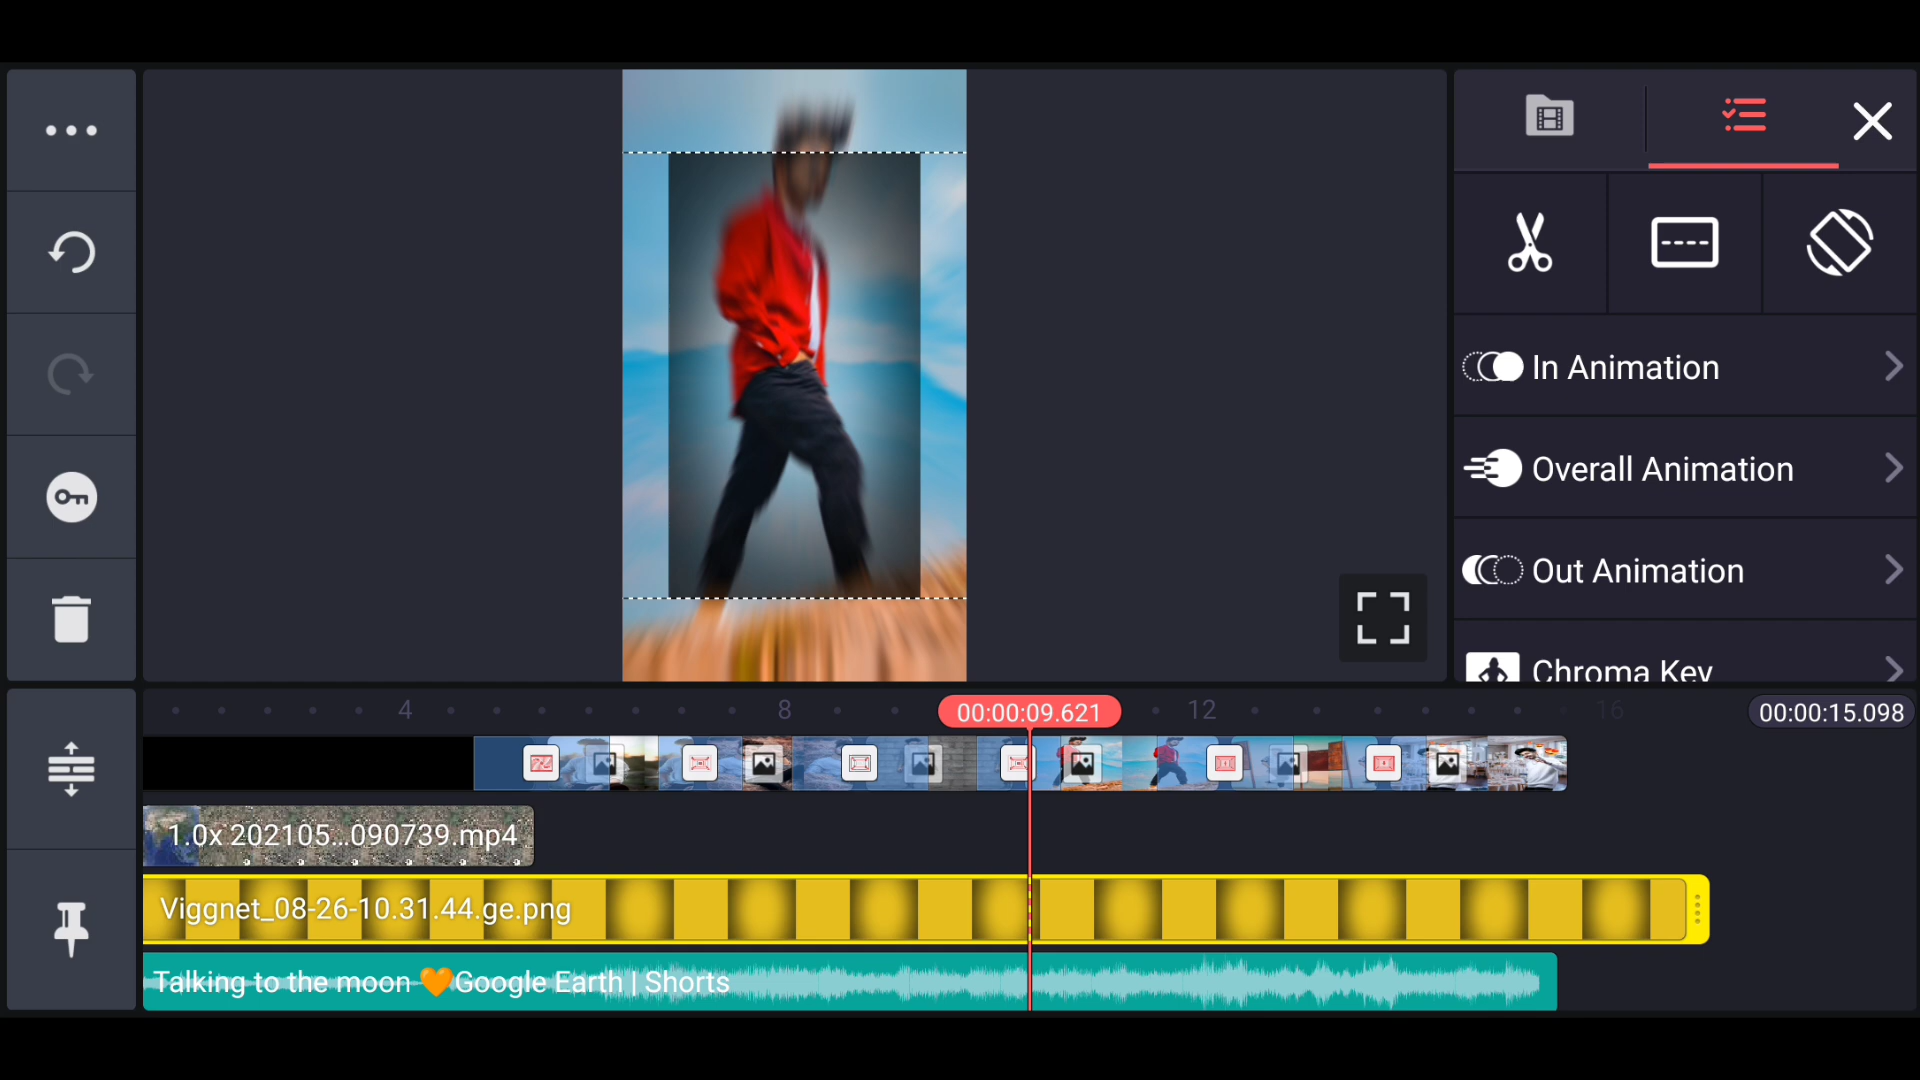 In Animation
Overall Animation
Out Animation
Chroma Key
4
8
00:00:09.621
12
16
00:00:15.098
1.0x 202105...090739.mp4
Viggnet_08-26-10.31.44.ge.png
Talking to the moon 🧡Google Earth | Shorts